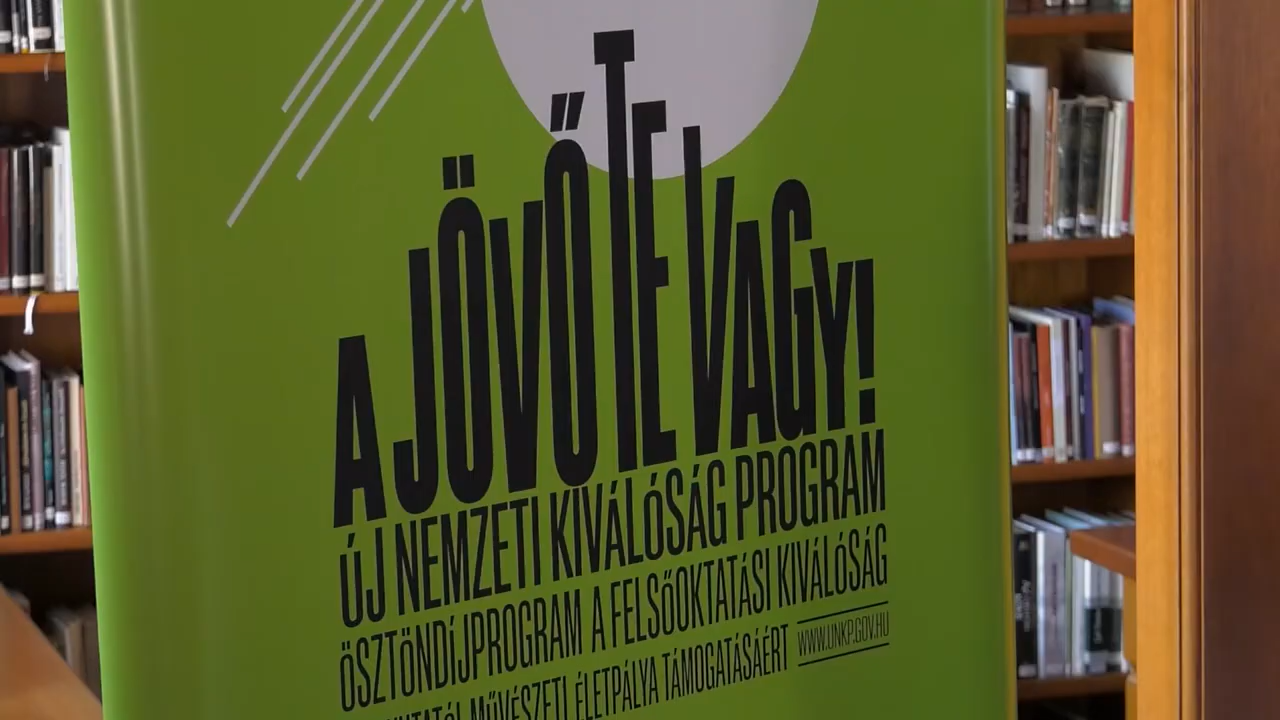 A JÖVŐ TE VAGY!
ÚJ NEMZETI KIVÁLÓSÁG PROGRAM
ÖSZTÖNDÍJPROGRAM A FELSŐOKTATÁSI KIVÁLÓSÁG
MŰVÉSZETI ÉLETPÁLYA TÁMOGATÁSÁÉRT WWW.UNKP.GOV.HU